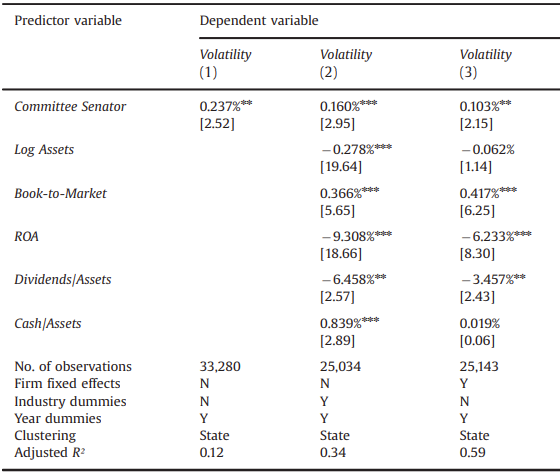 Predictor variable Dependent variable
Volatility Volatility Volatility
(1) (2) (3)
Committee Senator 0.237%** 0.160%*** 0.103%**
[2.52] [2.95] [2.15]
Log Assets −0.278%*** −0.062%
[19.64] [1.14]
Book-to-Market 0.366%*** 0.417%***
[5.65] [6.25]
ROA −9.308%*** −6.233%***
[18.66] [8.30]
Dividends/Assets −6.458%** −3.457%**
[2.57] [2.43]
Cash/Assets 0.839%*** 0.019%
[2.89] [0.06]
No. of observations 33,280 25,034 25,143
Firm fixed effects N N Y
Industry dummies N Y N
Year dummies Y Y Y
Clustering State State State
Adjusted R² 0.12 0.34 0.59